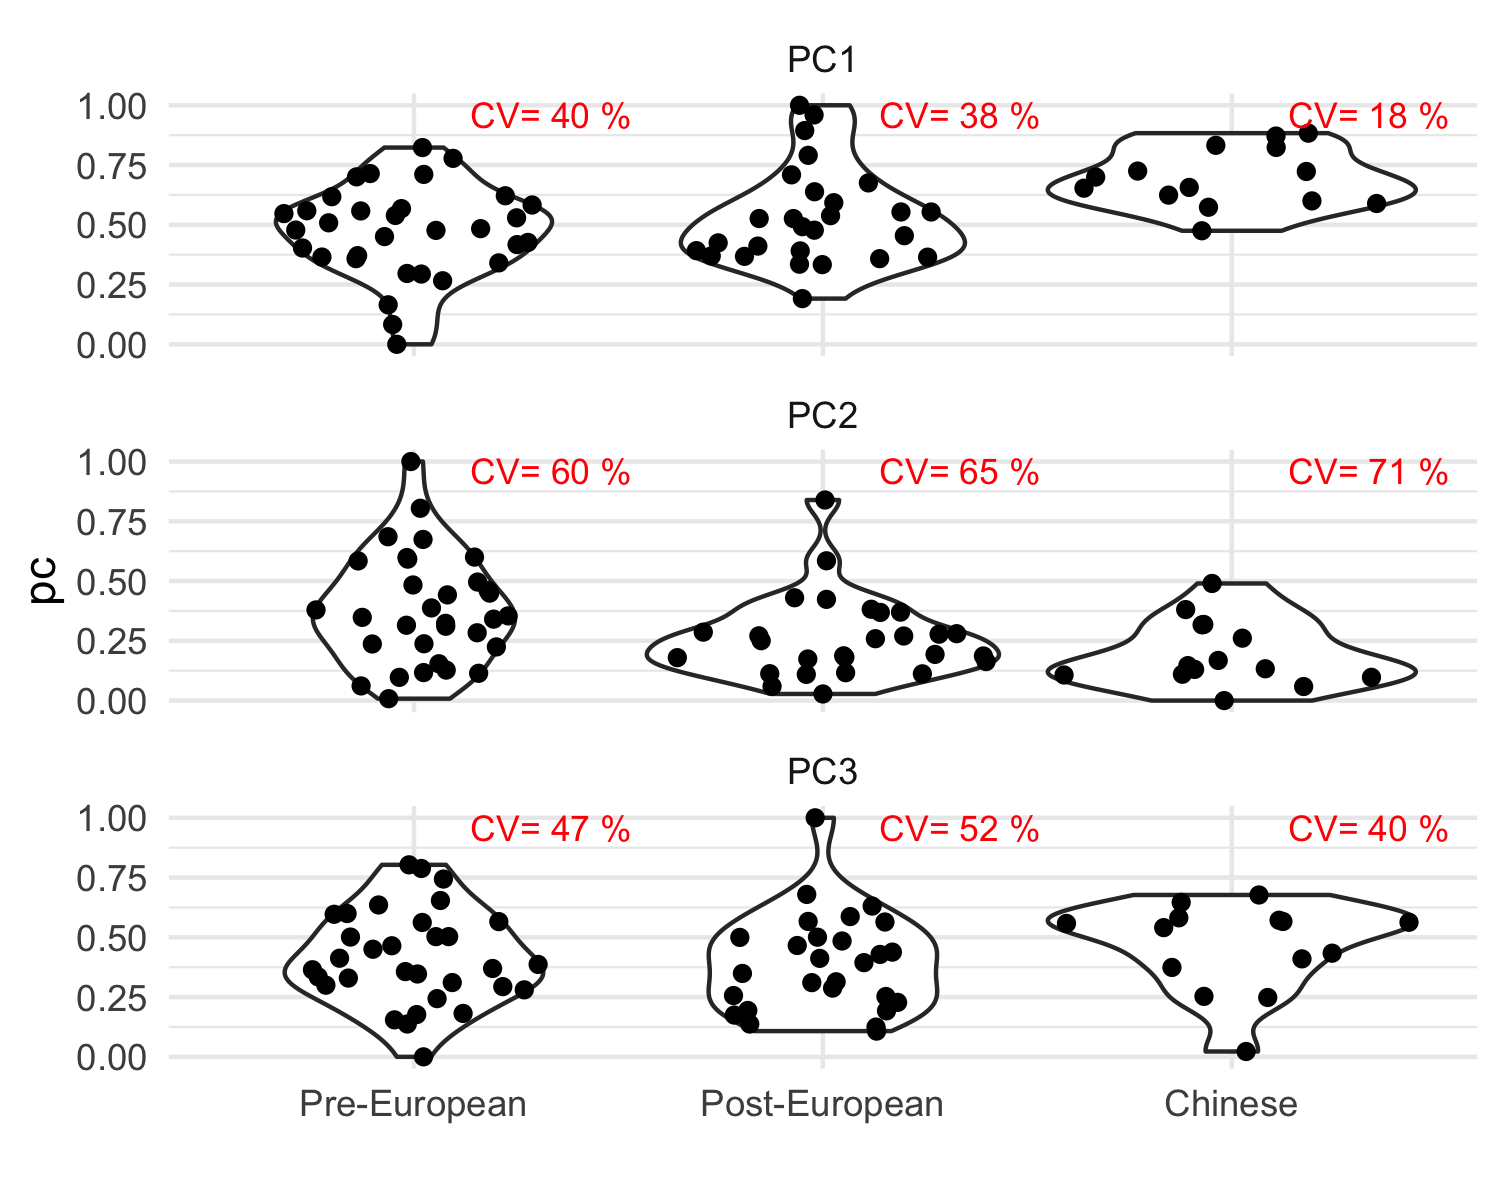 PC1
1.00
0.75
0.50
0.25
0.00
CV= 40 %
CV= 38 %
CV= 18 %
PC2
1.00
0.75
0.50
0.25
0.00
CV= 60 %
CV= 65 %
CV= 71 %
pc
PC3
1.00
0.75
0.50
0.25
0.00
CV= 47 %
CV= 52 %
CV= 40 %
Pre-European
Post-European
Chinese